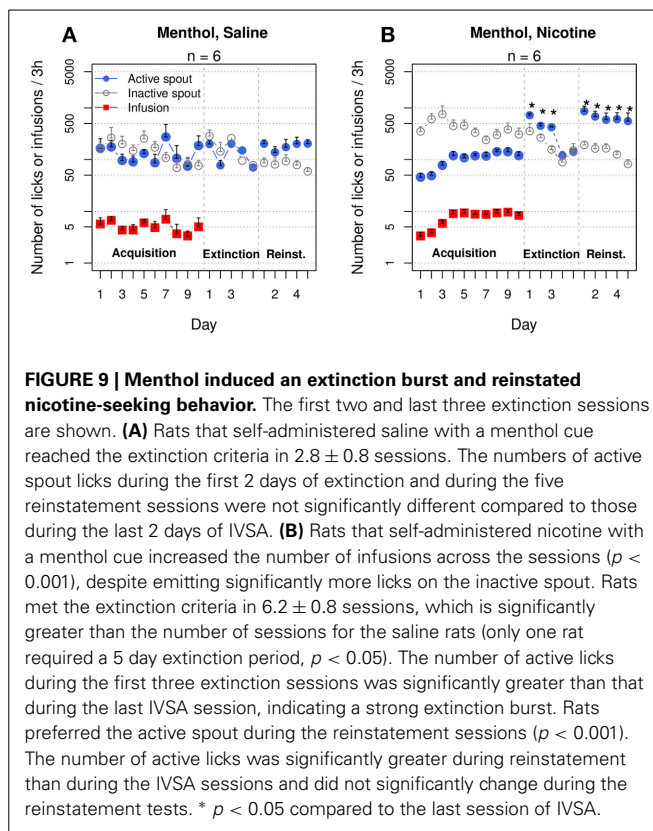 A
Menthol, Saline
n = 6
Number of licks or infusions / 3h
5000
500
50
5
1
Active spout
Inactive spout
Infusion
Acquisition
Extinction
Reinst.
1 3 5 7 9 1 3 2 4
Day
B
Menthol, Nicotine
n = 6
Number of licks or infusions / 3h
5000
500
50
5
1
* * * * * * * *
Acquisition
Extinction
Reinst.
1 3 5 7 9 1 3 2 4
Day
FIGURE 9 | Menthol induced an extinction burst and reinstated
nicotine-seeking behavior. The first two and last three extinction sessions
are shown. (A) Rats that self-administered saline with a menthol cue
reached the extinction criteria in 2.8 ± 0.8 sessions. The numbers of active
spout licks during the first 2 days of extinction and during the five
reinstatement sessions were not significantly different compared to those
during the last 2 days of IVSA. (B) Rats that self-administered nicotine with
a menthol cue increased the number of infusions across the sessions (p <
0.001), despite emitting significantly more licks on the inactive spout. Rats
met the extinction criteria in 6.2 ± 0.8 sessions, which is significantly
greater than the number of sessions for the saline rats (only one rat
required a 5 day extinction period, p < 0.05). The number of active licks
during the first three extinction sessions was significantly greater than that
during the last IVSA session, indicating a strong extinction burst. Rats
preferred the active spout during the reinstatement sessions (p < 0.001).
The number of active licks was significantly greater during reinstatement
than during the IVSA sessions and did not significantly change during the
reinstatement tests. * p < 0.05 compared to the last session of IVSA.